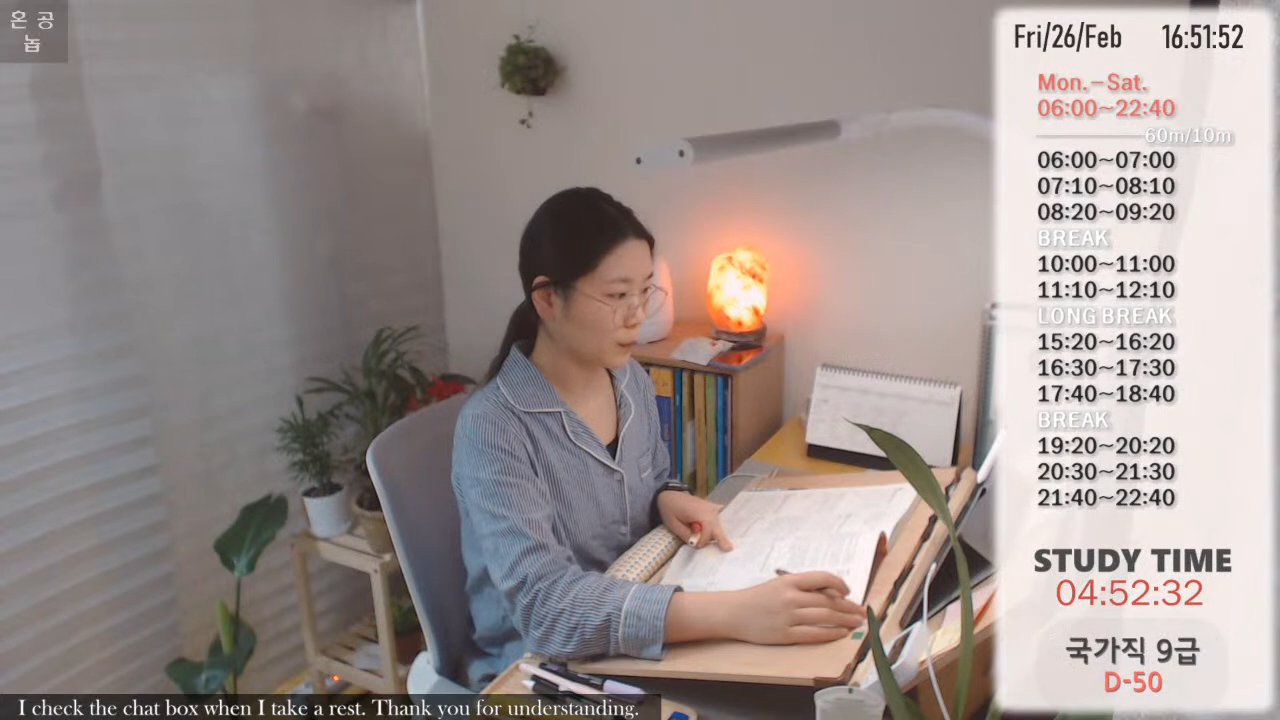 혼 공
놉
Fri/26/Feb 16:51:52
Mon.-Sat.
06:00~22:40
60m/10m
06:00~07:00
07:10~08:10
08:20~09:20
BREAK
10:00~11:00
11:10~12:10
LONG BREAK
15:20~16:20
16:30~17:30
17:40~18:40
BREAK
19:20~20:20
20:30~21:30
21:40~22:40
STUDY TIME
04:52:32
국가직 9급
D-50
I check the chat box when I take a rest. Thank you for understanding.